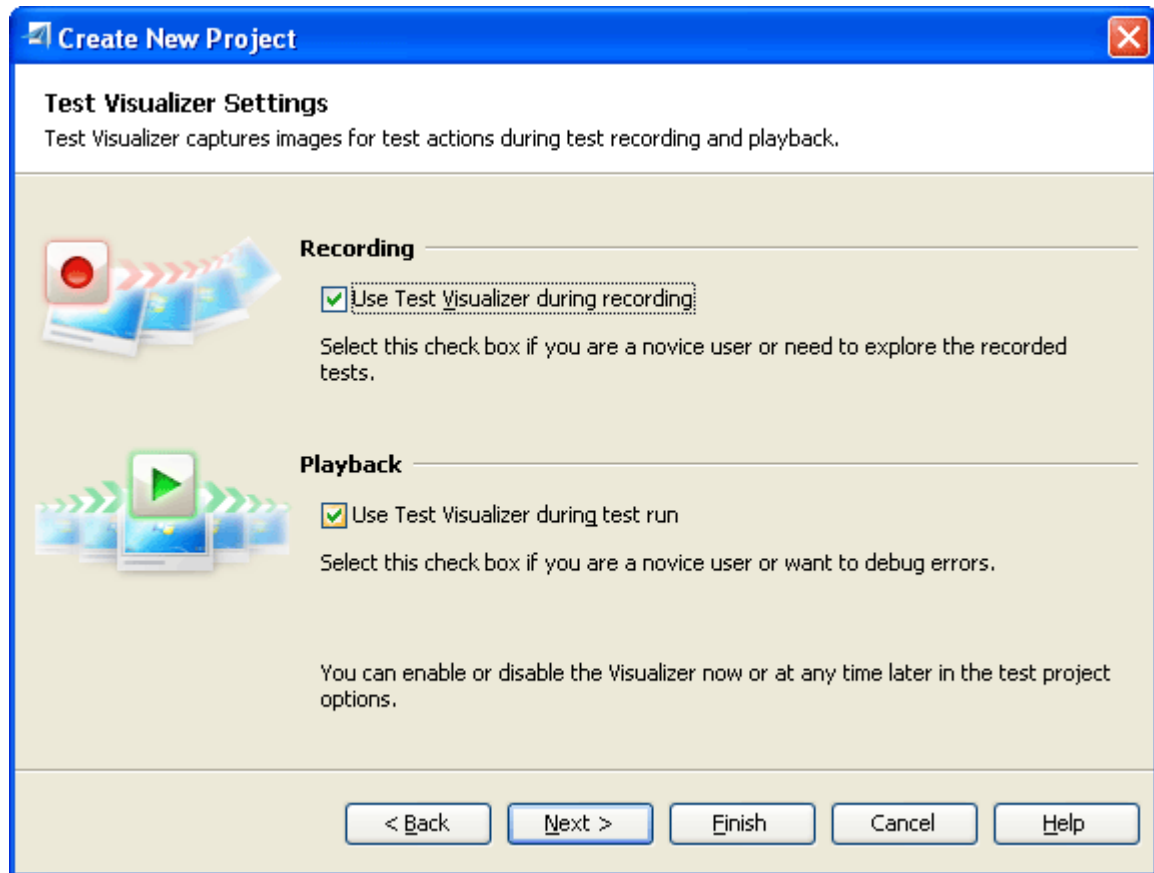 Create New Project
Test Visualizer Settings
Test Visualizer captures images for test actions during test recording and playback.
Recording
Use Test Visualizer during recording
Select this check box if you are a novice user or need to explore the recorded
tests.
Playback
Use Test Visualizer during test run
Select this check box if you are a novice user or want to debug errors.
You can enable or disable the Visualizer now or at any time later in the test project
options.
< Back Next > Finish Cancel Help